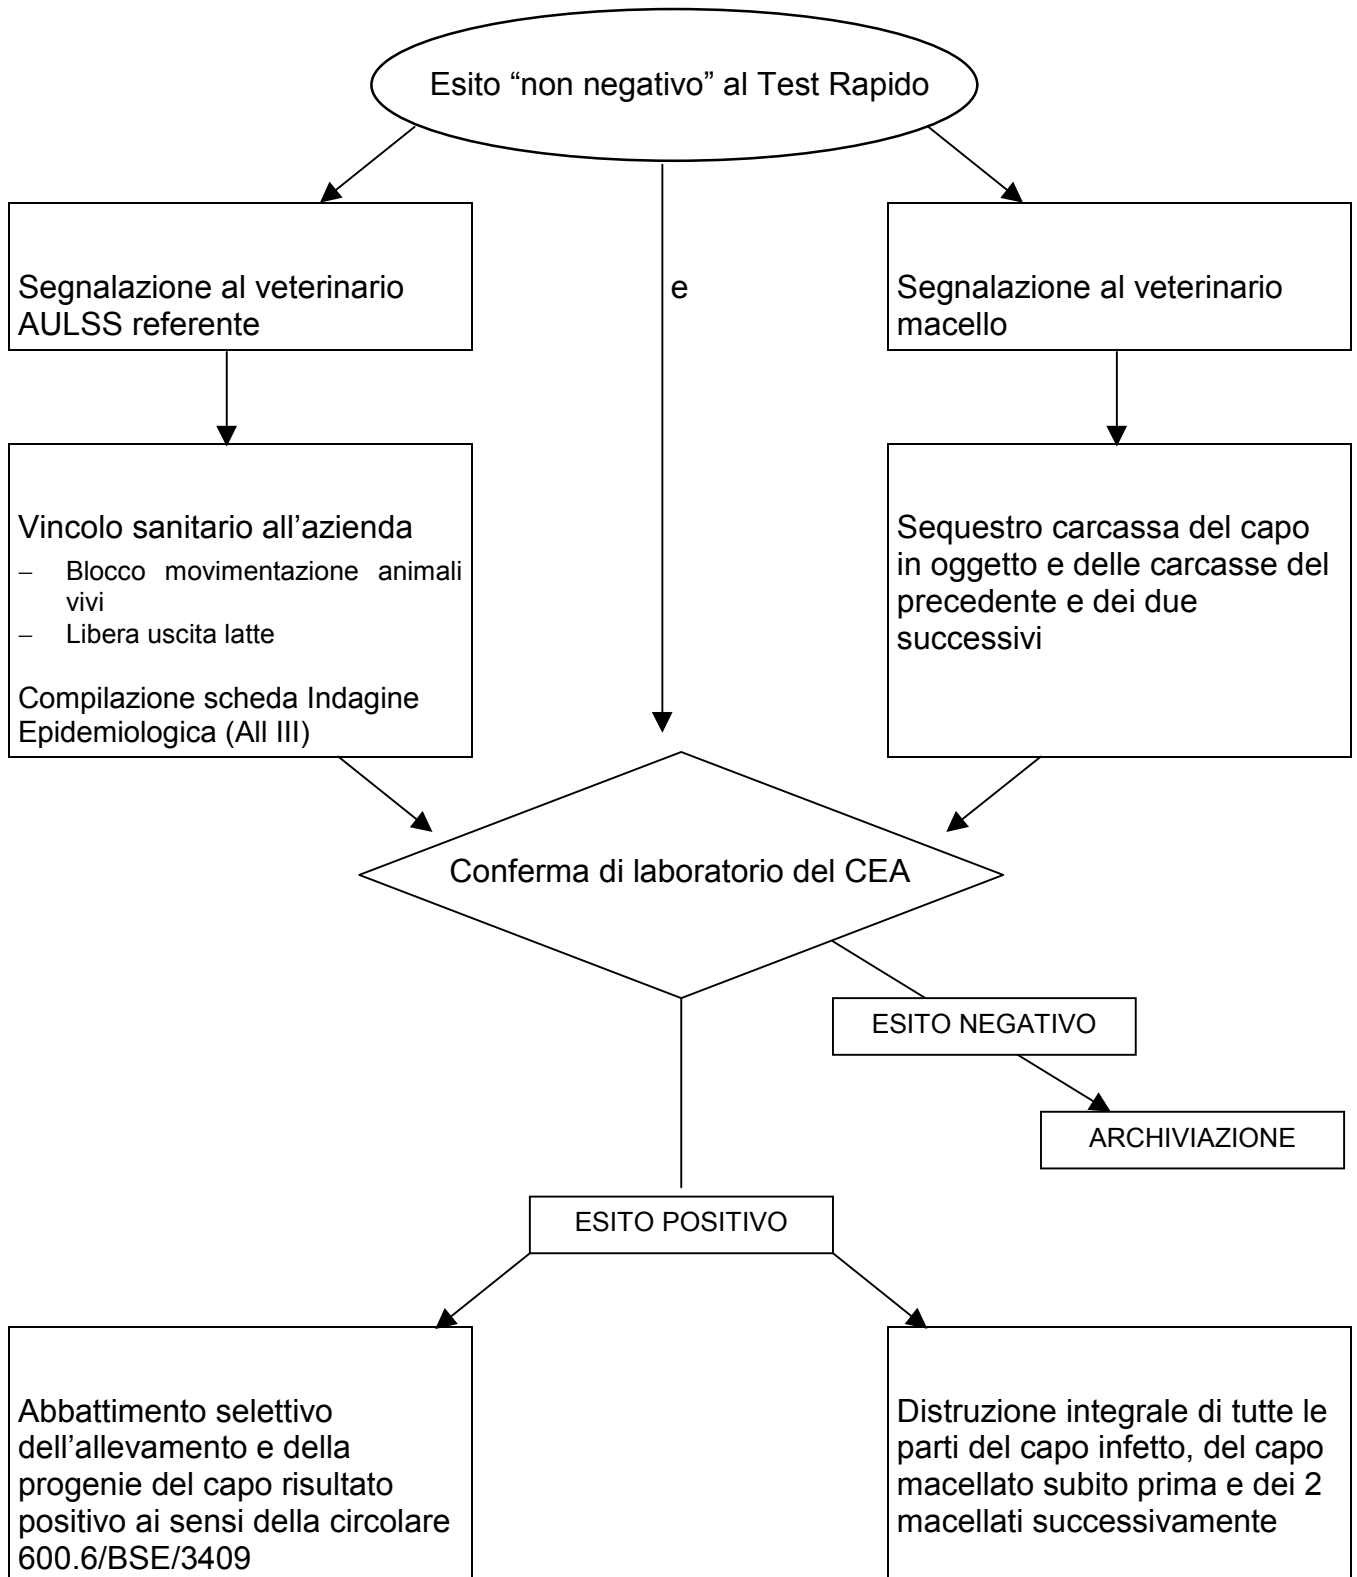 Esito “non negativo” al Test Rapido
Segnalazione al veterinario
AULSS referente
e
Segnalazione al veterinario
macello
Vincolo sanitario all’azienda
– Blocco movimentazione animali
vivi
– Libera uscita latte
Compilazione scheda Indagine
Epidemiologica (All III)
Sequestro carcassa del capo
in oggetto e delle carcasse del
precedente e dei due
successivi
Conferma di laboratorio del CEA
ESITO NEGATIVO
ARCHIVIAZIONE
ESITO POSITIVO
Abbattimento selettivo
dell’allevamento e della
progenie del capo risultato
positivo ai sensi della circolare
600.6/BSE/3409
Distruzione integrale di tutte le
parti del capo infetto, del capo
macellato subito prima e dei 2
macellati successivamente